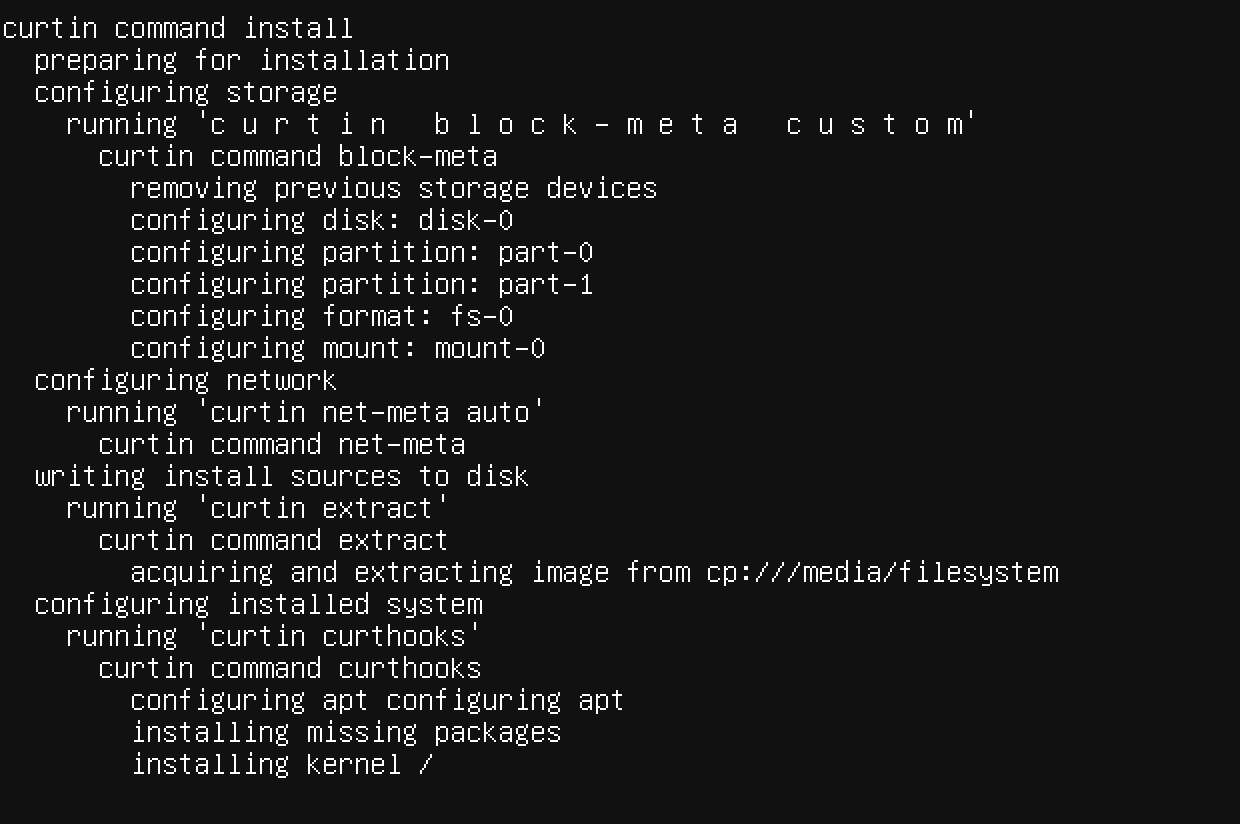 curtin command install
  preparing for installation
  configuring storage
    running 'c u r t i n   b l o c k - m e t a   c u s t o m'
      curtin command block-meta
        removing previous storage devices
        configuring disk: disk-0
        configuring partition: part-0
        configuring partition: part-1
        configuring format: fs-0
        configuring mount: mount-0
  configuring network
    running 'curtin net-meta auto'
      curtin command net-meta
  writing install sources to disk
    running 'curtin extract'
      curtin command extract
        acquiring and extracting image from cp:///media/filesystem
  configuring installed system
    running 'curtin curthooks'
      curtin command curthooks
        configuring apt configuring apt
        installing missing packages
        installing kernel /